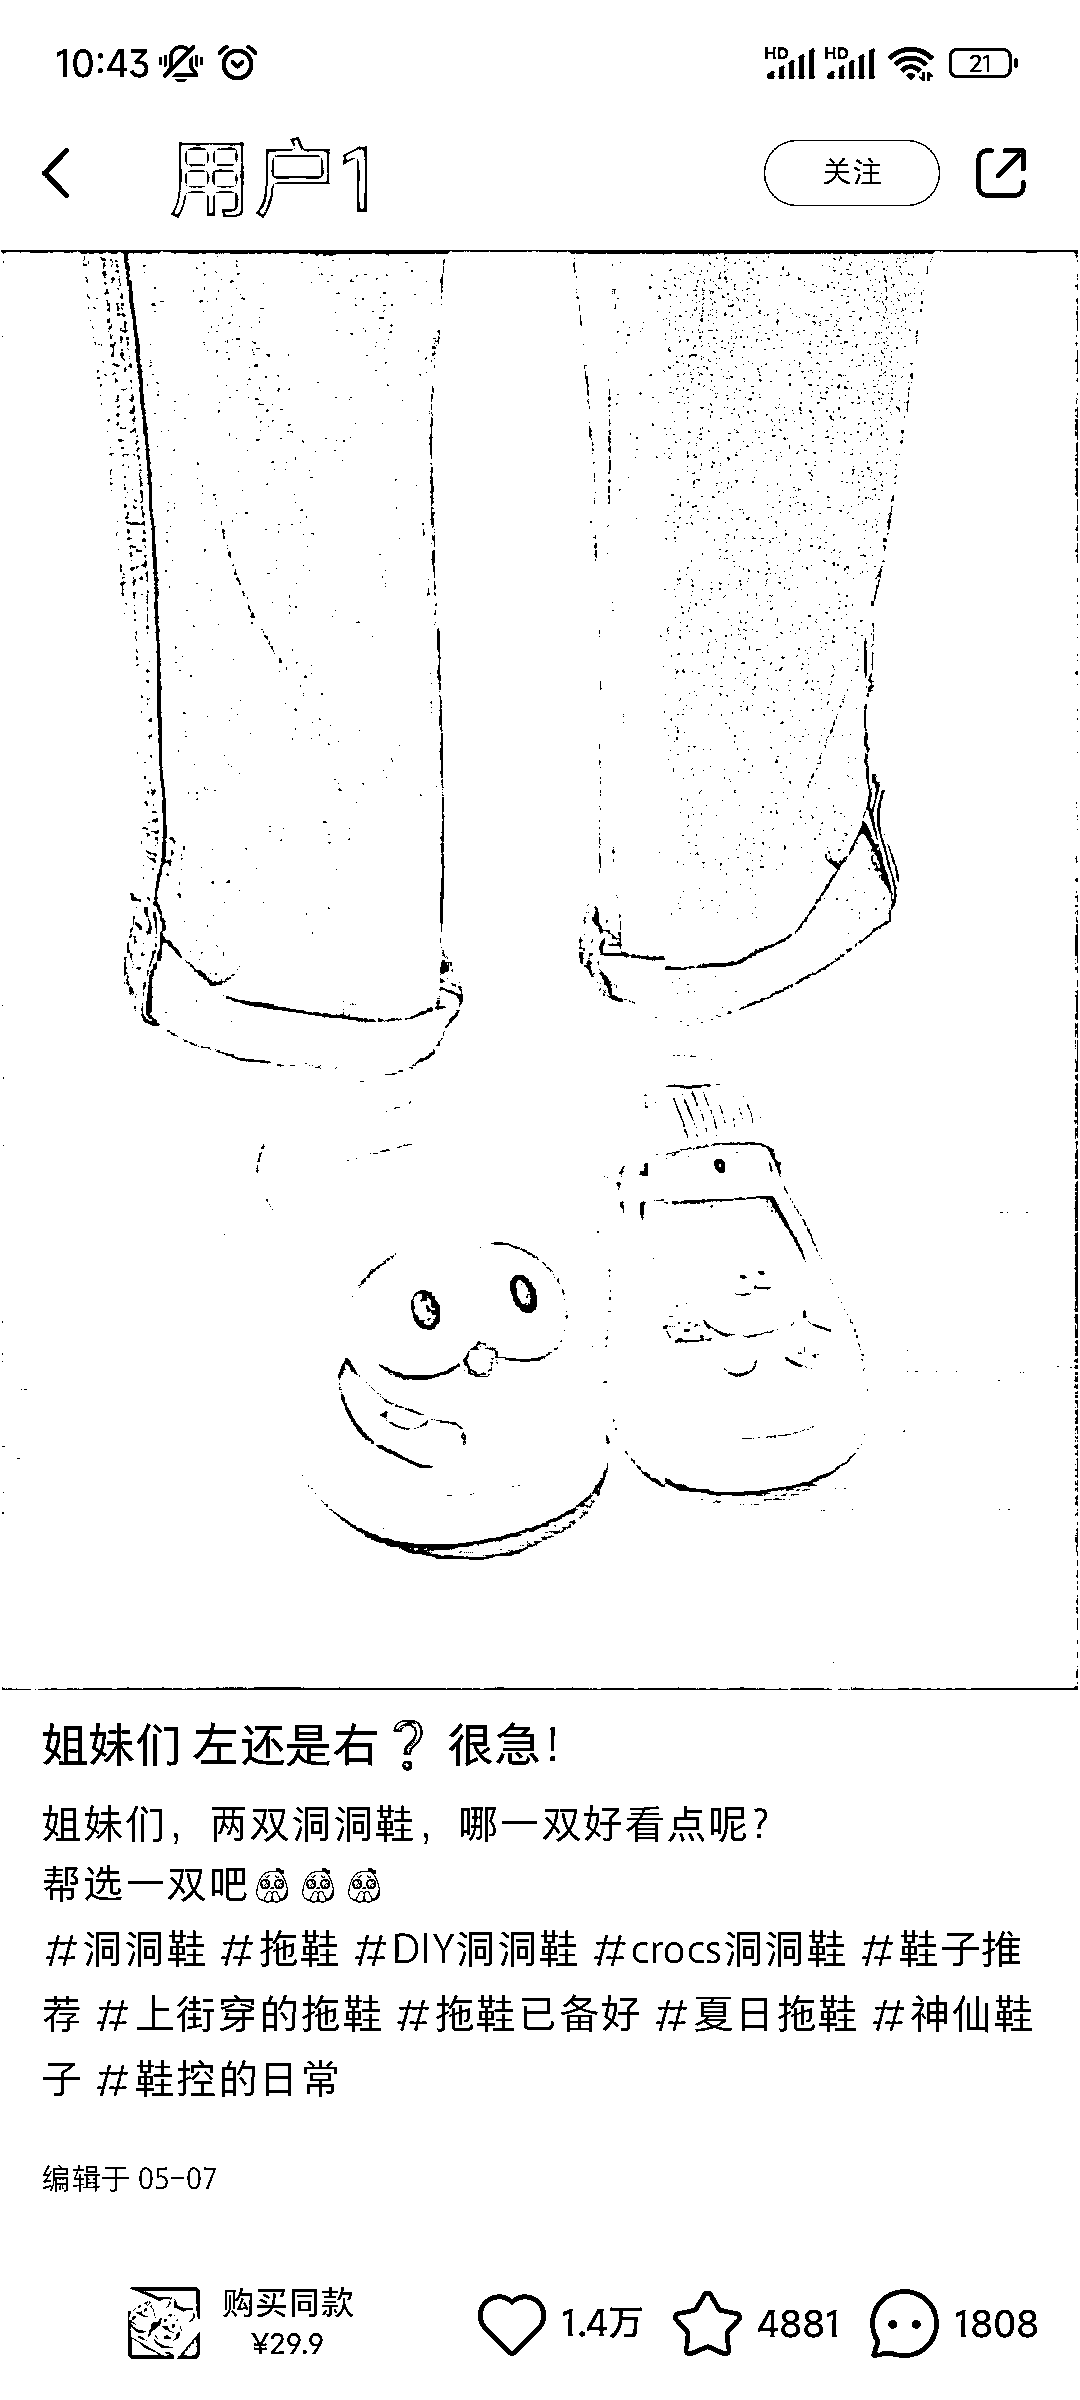 10:43 HD HD 21
用户1 关注
姐妹们 左还是右❓ 很急!
姐妹们，两双洞洞鞋，哪一双好看点呢?
帮选一双吧
#洞洞鞋 #拖鞋 #DIY洞洞鞋 #crocs洞洞鞋 #鞋子推
荐 #上街穿的拖鞋 #拖鞋已备好 #夏日拖鞋 #神仙鞋
子 #鞋控的日常
编辑于 05-07
购买同款
¥29.9
1.4万 4881 1808